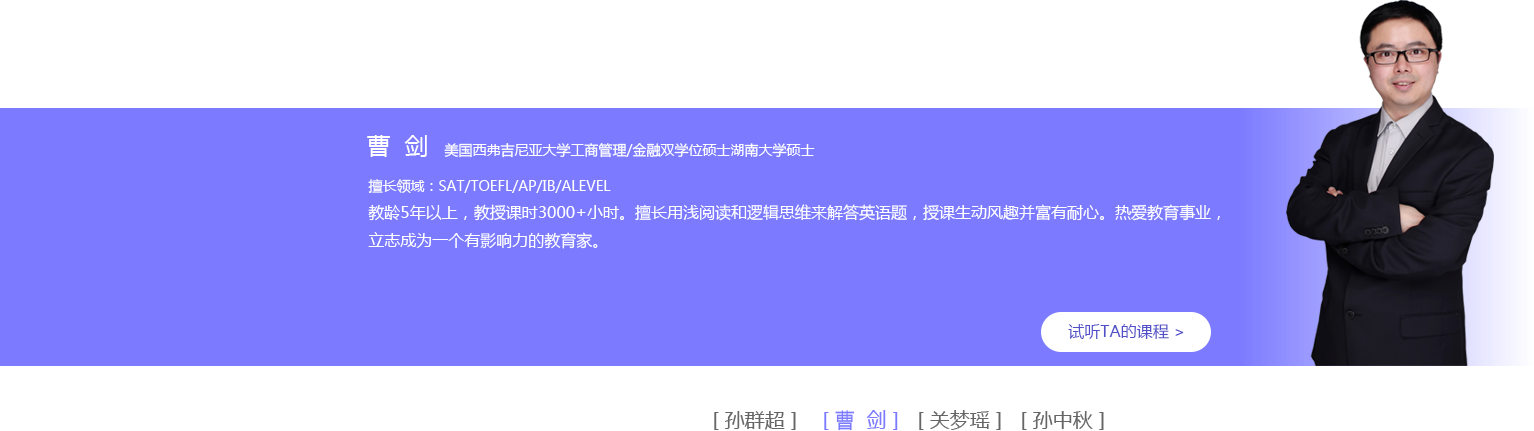 曹 剑 美国西弗吉尼亚大学工商管理/金融双学位硕士湖南大学硕士
擅长领域：SAT/TOEFL/AP/IB/ALEVEL
教龄5年以上，教授课时3000+小时。擅长用浅阅读和逻辑思维来解答英语题，授课生动风趣并富有耐心。热爱教育事业，
立志成为一个有影响力的教育家。
试听TA的课程 >
[ 孙群超 ] [ 曹 剑 ] [ 关梦瑶 ] [ 孙中秋 ]